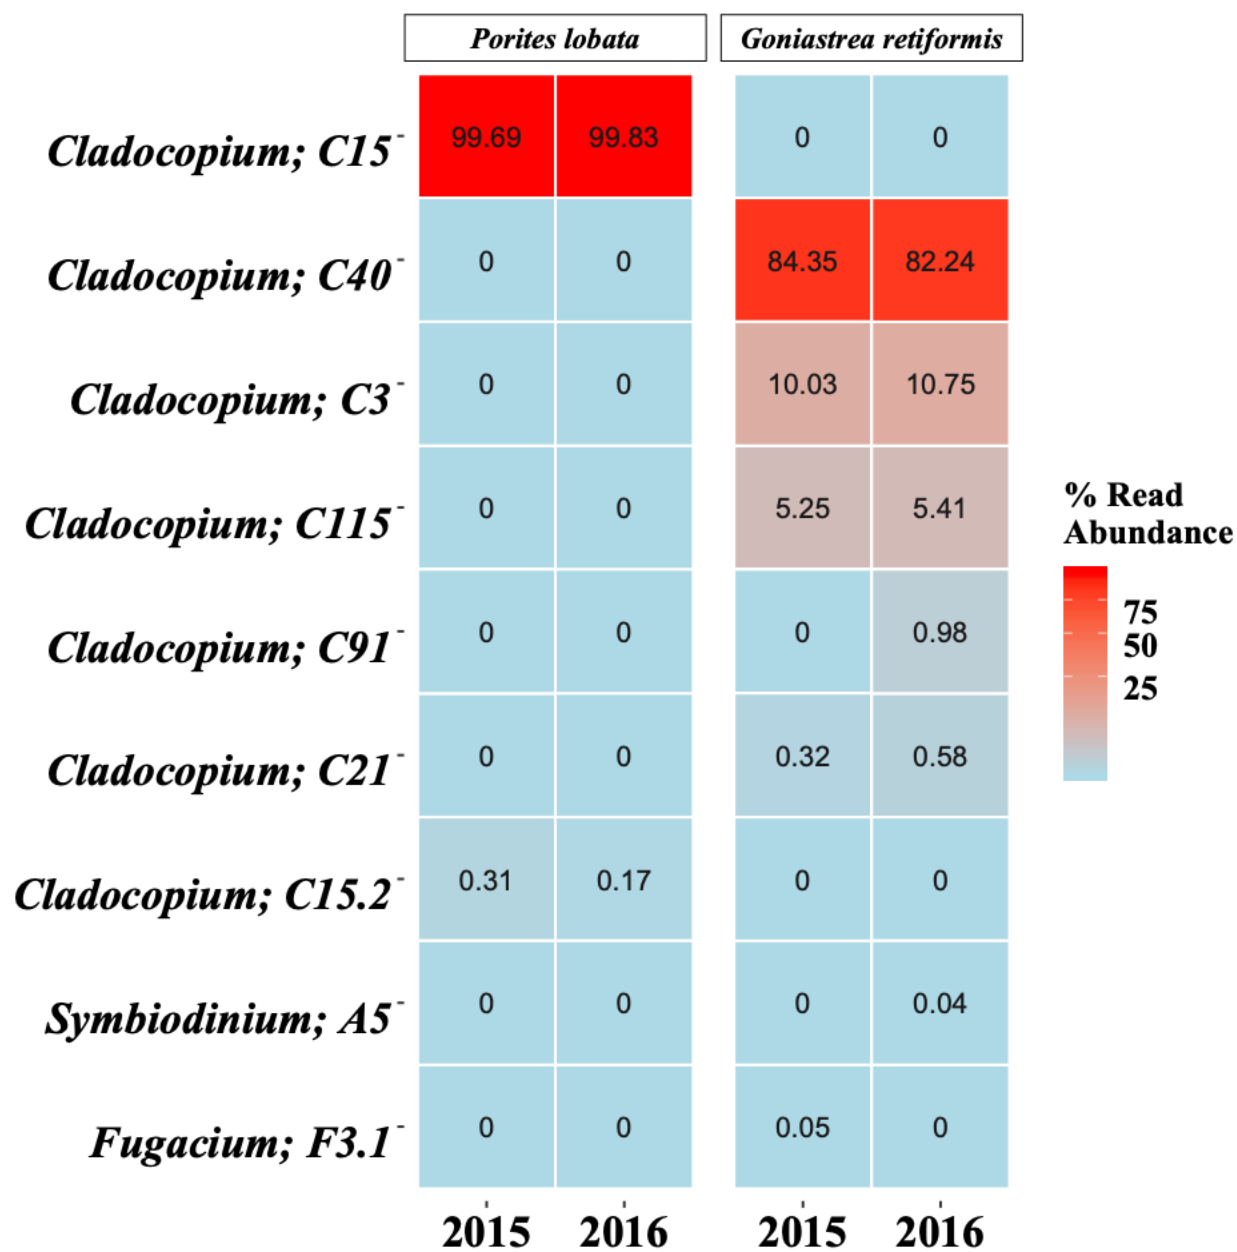 Porites lobata Goniastrea retiformis
Cladocopium; C15 99.69 99.83 0 0
Cladocopium; C40 0 0 84.35 82.24
Cladocopium; C3 0 0 10.03 10.75
Cladocopium; C115 0 0 5.25 5.41
Cladocopium; C91 0 0 0 0.98
Cladocopium; C21 0 0 0.32 0.58
Cladocopium; C15.2 0.31 0.17 0 0
Symbiodinium; A5 0 0 0 0.04
Fugacium; F3.1 0 0 0.05 0
2015 2016 2015 2016
% Read
Abundance
75
50
25